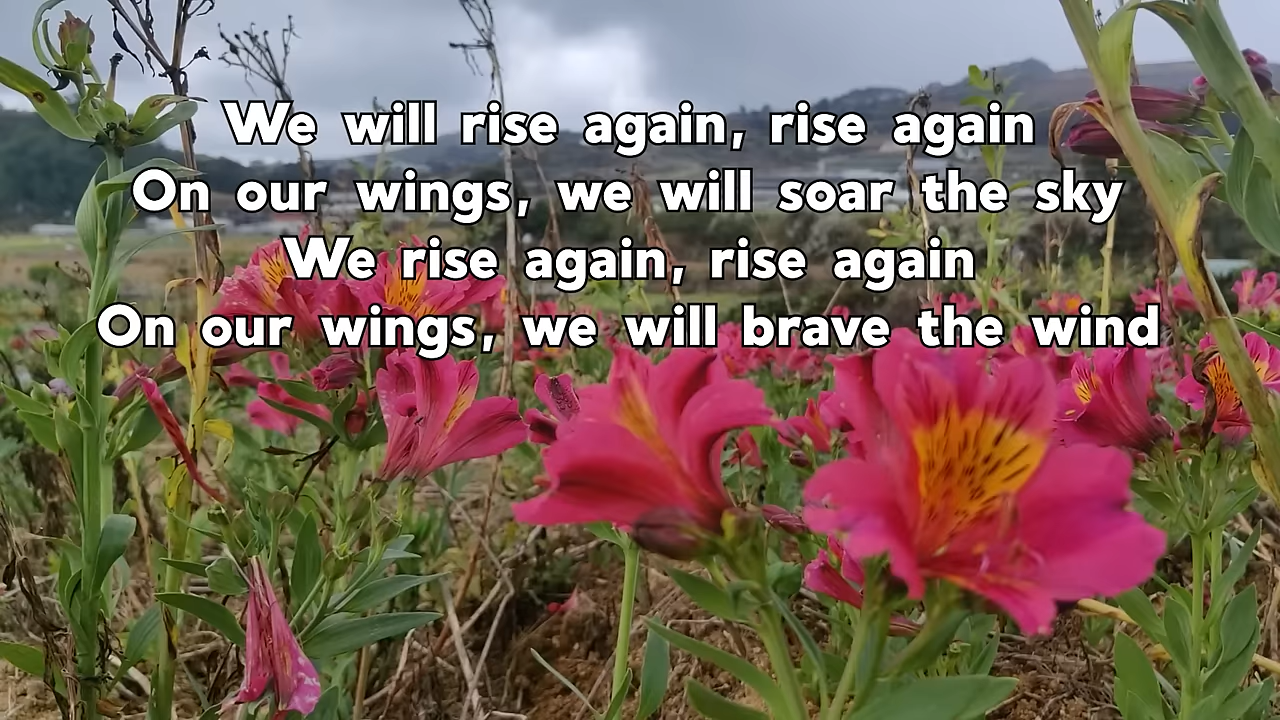 We will rise again, rise again
On our wings, we will soar the sky
We rise again, rise again
On our wings, we will brave the wind